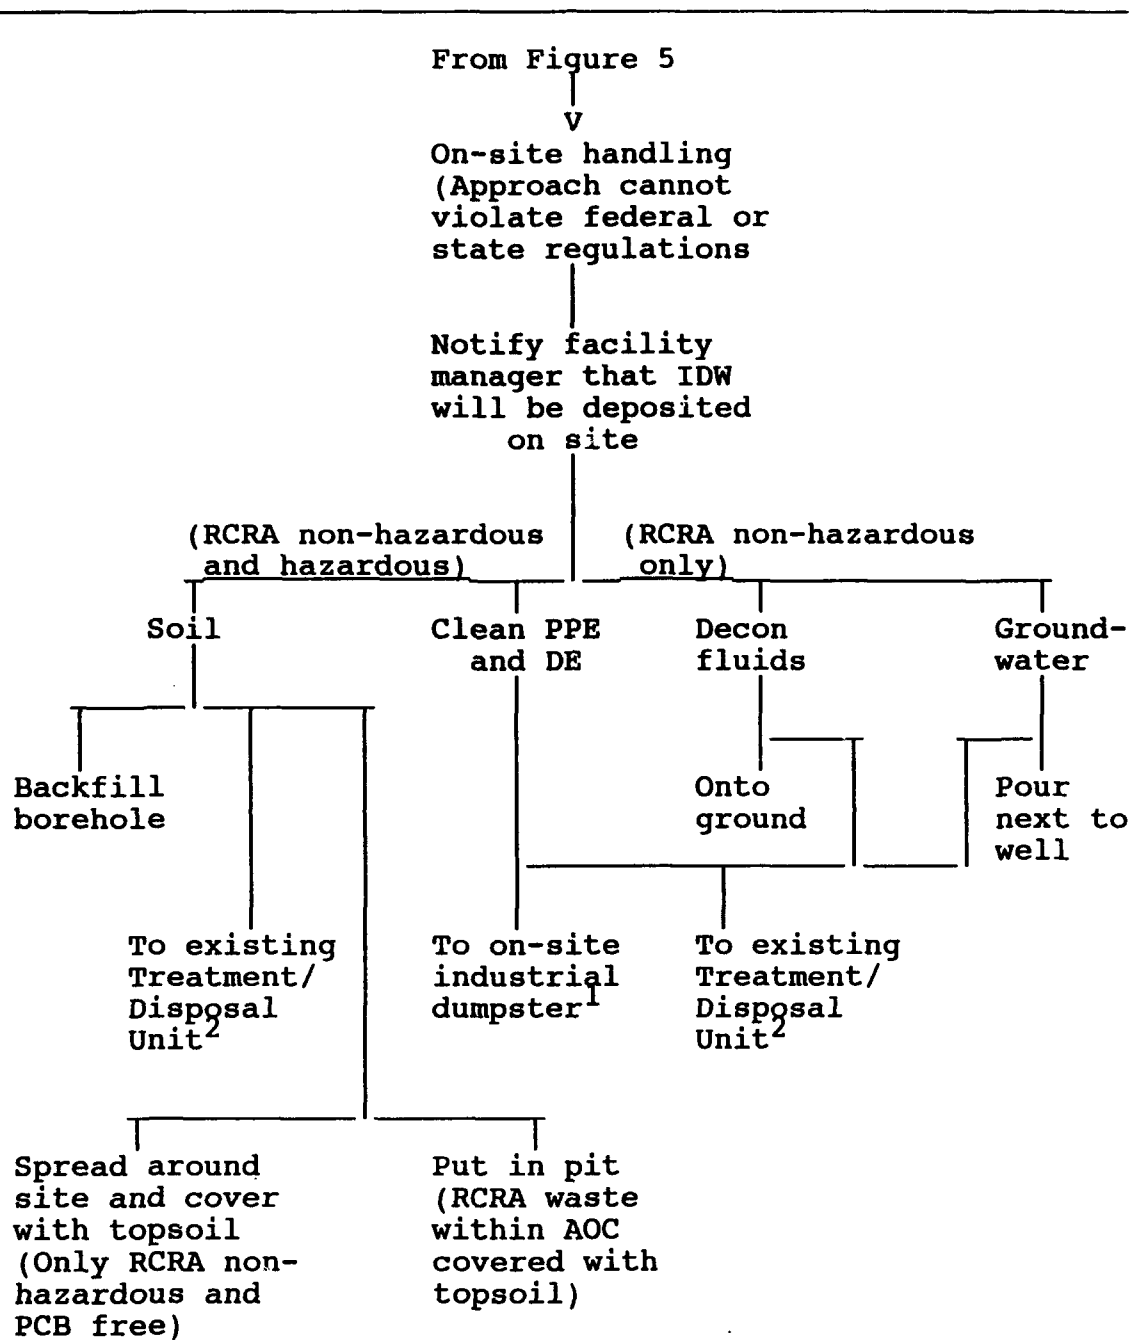 From Figure 5
V
On-site handling
(Approach cannot
violate federal or
state regulations
Notify facility
manager that IDW
will be deposited
on site
(RCRA non-hazardous
and hazardous)
(RCRA non-hazardous
only)
Soil
Clean PPE
and DE
Decon
fluids
Ground-
water
Backfill
borehole
Onto
ground
Pour
next to
well
To existing
Treatment/
Disposal
Unit2
To on-site
industrial
dumpster1
To existing
Treatment/
Disposal
Unit2
Spread around
site and cover
with topsoil
(Only RCRA non-
hazardous and
PCB free)
Put in pit
(RCRA waste
within AOC
covered with
topsoil)